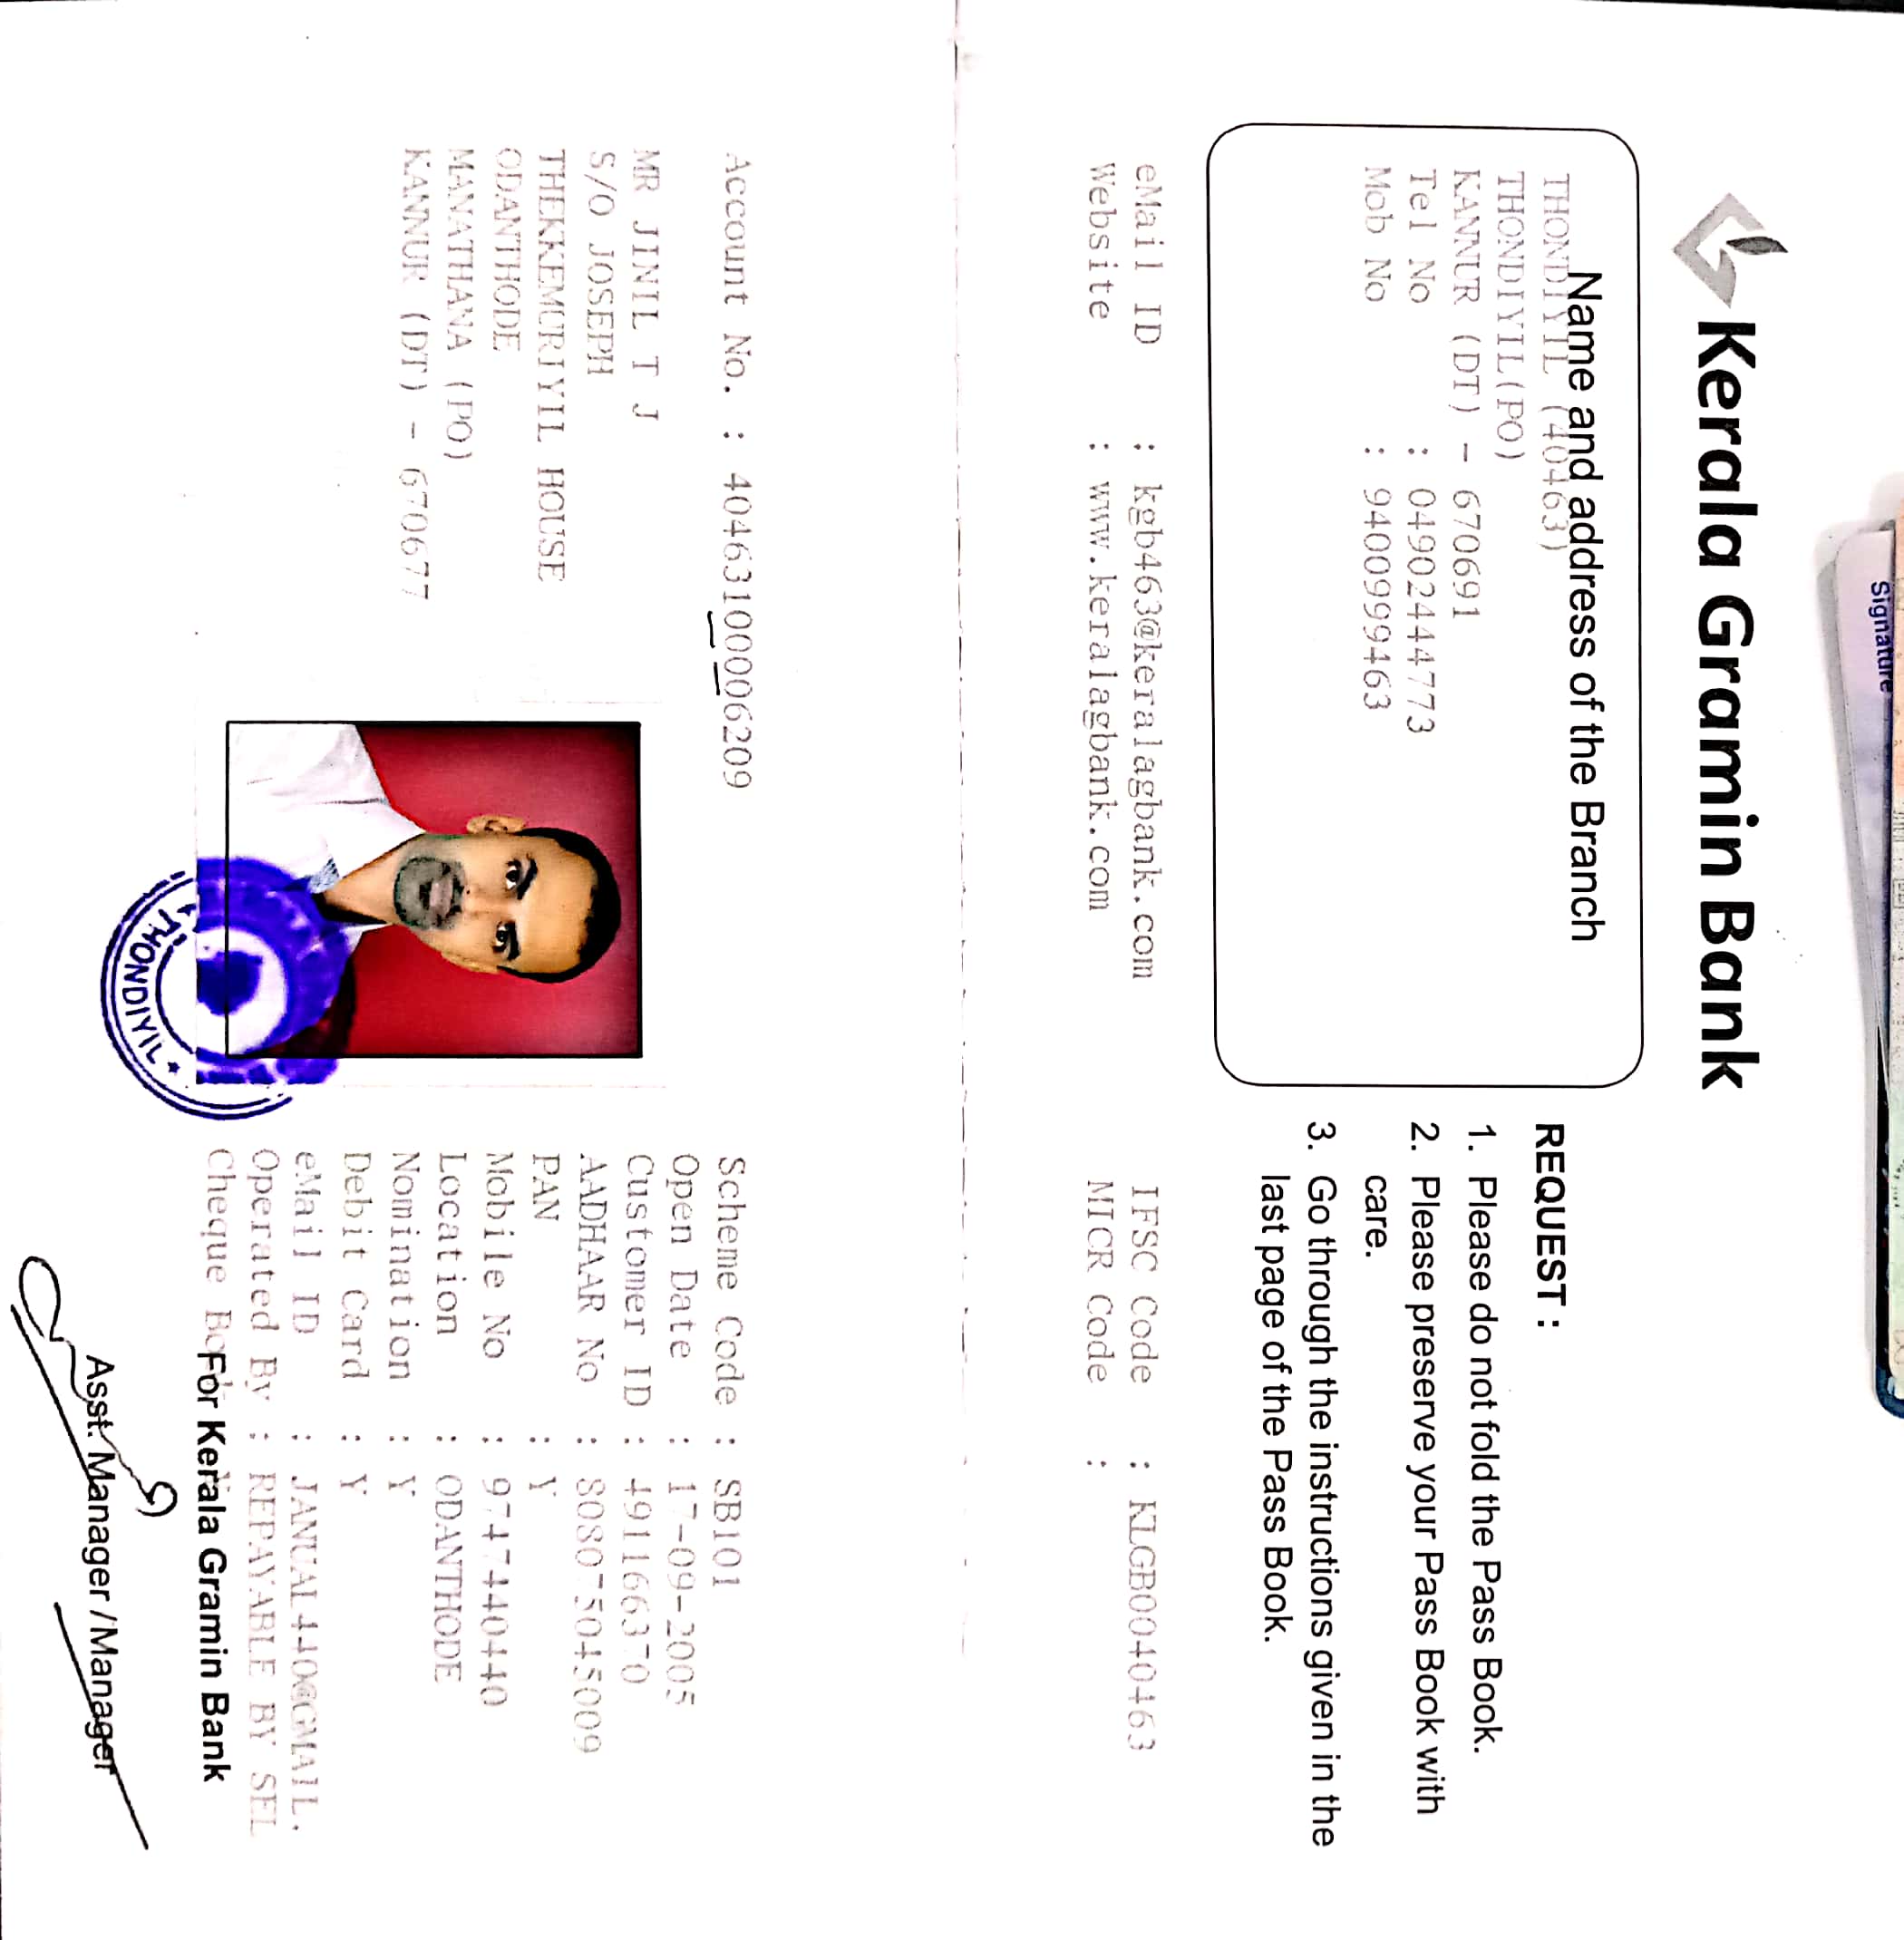 Kerala Gramin Bank
Name and address of the Branch
THONDIYIL (40463)
THONDIYIL(PO)
KANNUR (DT) - 670691
Tel No : 04902444773
Mob No : 9400999463
REQUEST :
1. Please do not fold the Pass Book.
2. Please preserve your Pass Book with
care.
3. Go through the instructions given in the
last page of the Pass Book.
eMail ID : kgb463@keralagbank.com
Website : www.keralagbank.com
IFSC Code : KLGB0040463
MICR Code :
Account No. : 40463100006209
MR JINIL T J
S/O JOSEPH
THEKKEMURIYIL HOUSE
ODANTHODE
MANATHANA (PO)
KANNUR (DT) - 670677
Scheme Code : SB101
Open Date : 17-09-2005
Customer ID : 491166370
AADHAAR No : 808075045009
PAN : Y
Mobile No : 9747440440
Location : ODANTHODE
Nomination : Y
Debit Card : Y
eMail ID : JANUAL440@GMAIL.
Operated By : REPAYABLE BY SEL
Cheque
For Kerala Gramin Bank
Asst. Manager / Manager
THONDIYIL
Signature